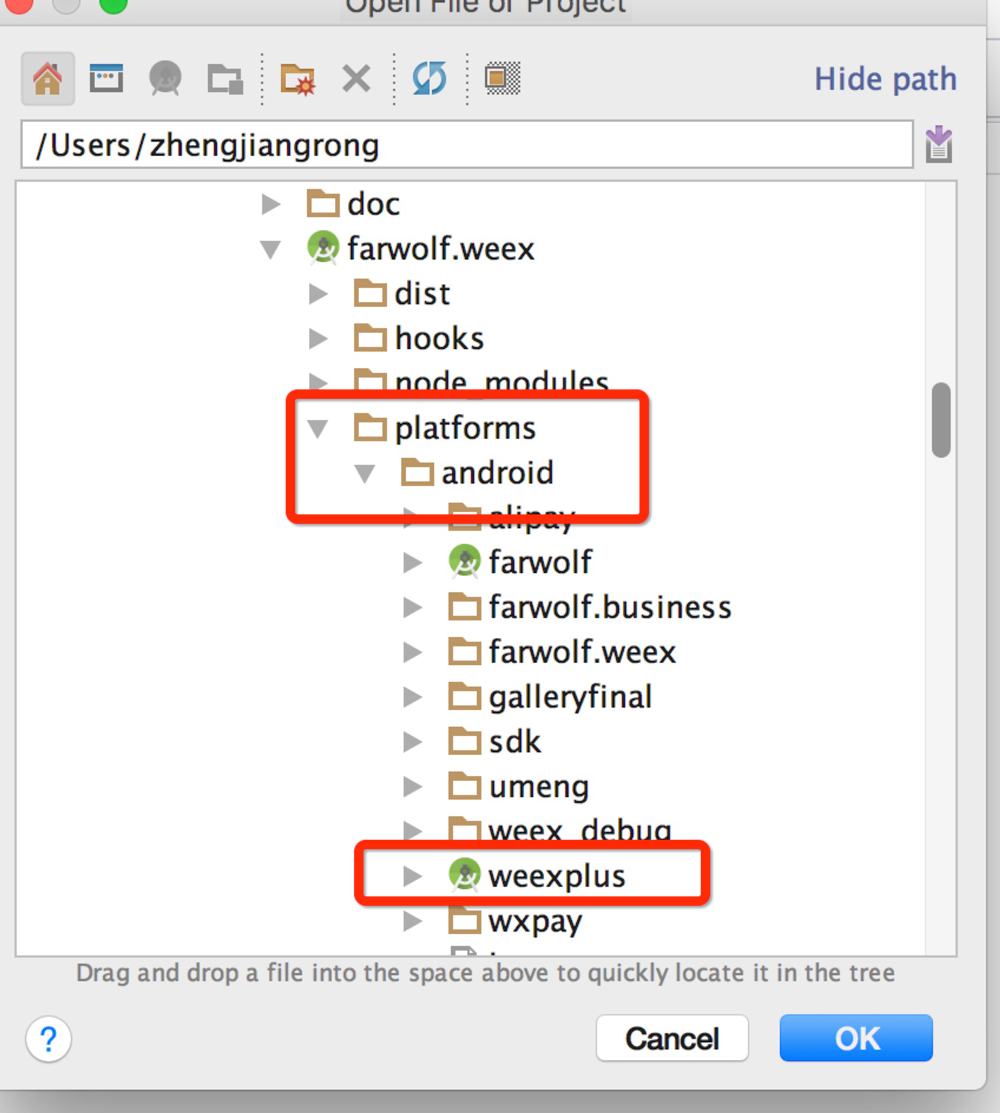 Open File or Project
Hide path
/Users/zhengjiangrong
doc
farwolf.weex
dist
hooks
node_modules
platforms
android
alipay
farwolf
farwolf.business
farwolf.weex
galleryfinal
sdk
umeng
weex_debug
weexplus
wxpay
Drag and drop a file into the space above to quickly locate it in the tree
?
Cancel
OK